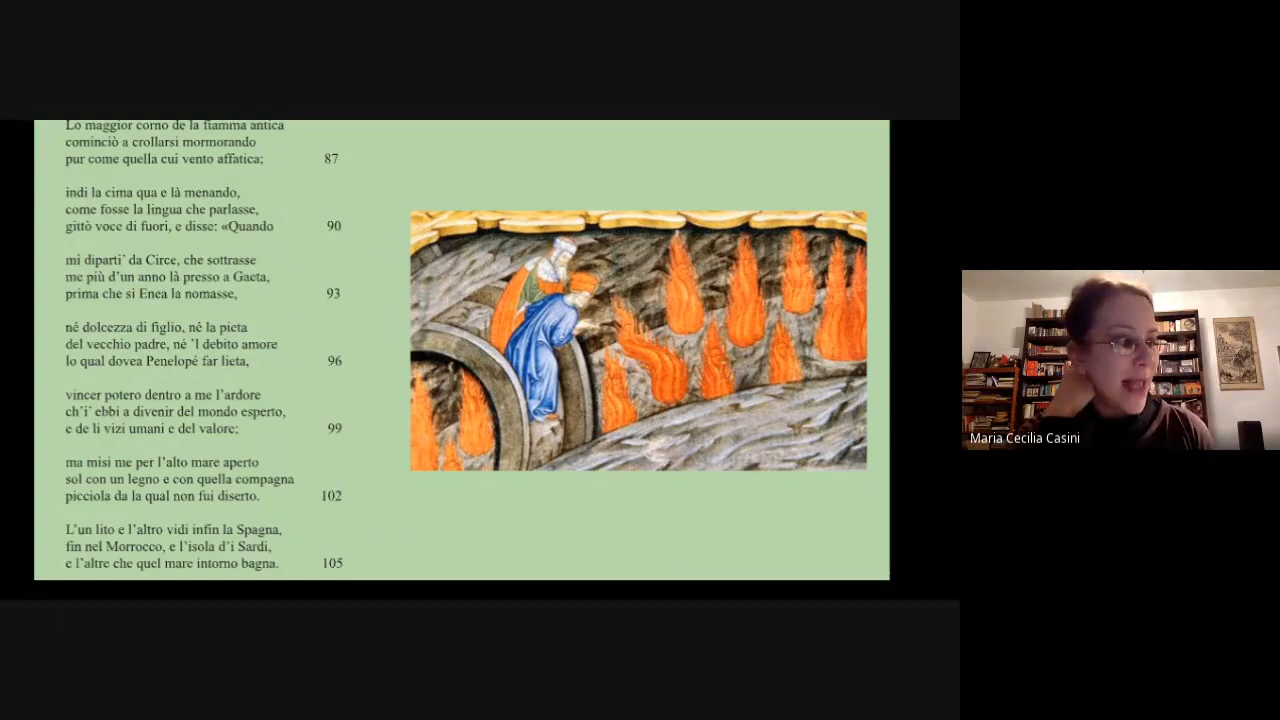 Lo maggior corno de la fiamma antica
cominciò a crollarsi mormorando
pur come quella cui vento affatica; 87
indi la cima qua e là menando,
come fosse la lingua che parlasse,
gittò voce di fuori, e disse: «Quando 90
mi diparti' da Circe, che sottrasse
me più d'un anno là presso a Gaeta,
prima che sì Enea la nomasse, 93
né dolcezza di figlio, né la pieta
del vecchio padre, né 'l debito amore
lo qual dovea Penelopé far lieta, 96
vincer potero dentro a me l'ardore
ch'i' ebbi a divenir del mondo esperto,
e de li vizi umani e del valore; 99
ma misi me per l'alto mare aperto
sol con un legno e con quella compagna
picciola da la qual non fui diserto. 102
L'un lito e l'altro vidi infin la Spagna,
fin nel Morrocco, e l'isola d'i Sardi,
e l'altre che quel mare intorno bagna. 105
Maria Cecilia Casini